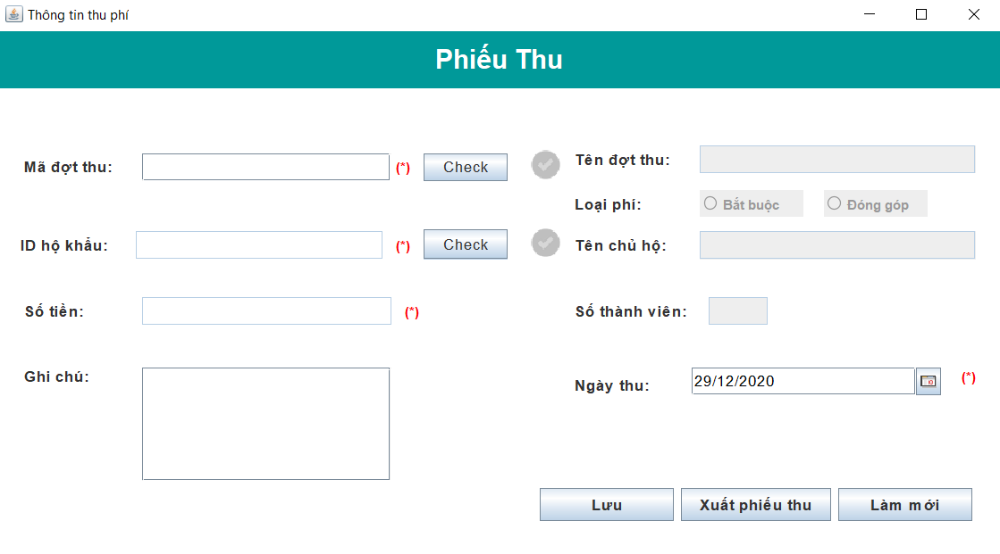 Thông tin thu phí
Phiếu Thu
Mã đợt thu: (*) Check Tên đợt thu:
Loại phí: Bắt buộc Đóng góp
ID hộ khẩu: (*) Check Tên chủ hộ:
Số tiền: (*) Số thành viên:
Ghi chú: Ngày thu: 29/12/2020 (*)
Lưu Xuất phiếu thu Làm mới